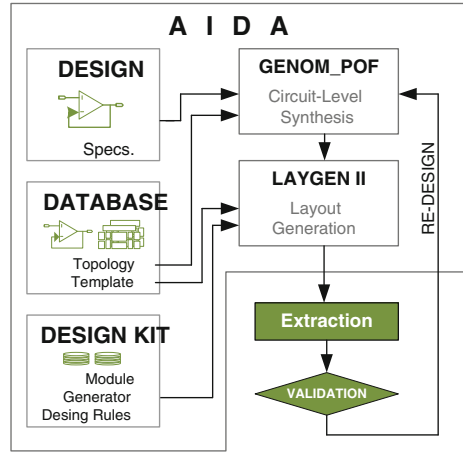 A I D A
DESIGN
Specs.
DATABASE
Topology
Template
DESIGN KIT
Module
Generator
Desing Rules
GENOM_POF
Circuit-Level
Synthesis
LAYGEN II
Layout
Generation
Extraction
VALIDATION
RE-DESIGN